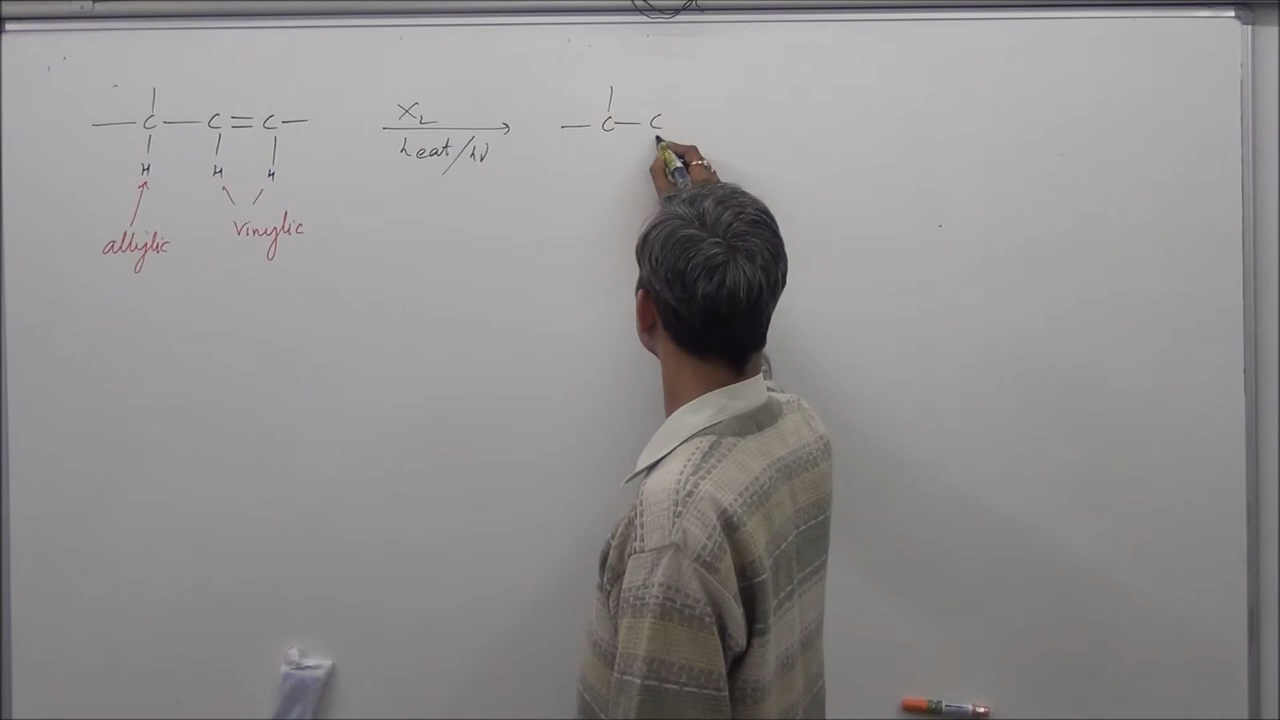 — C — C = C —
X₂
— C — C
heat/hν
H H H
allylic
vinylic